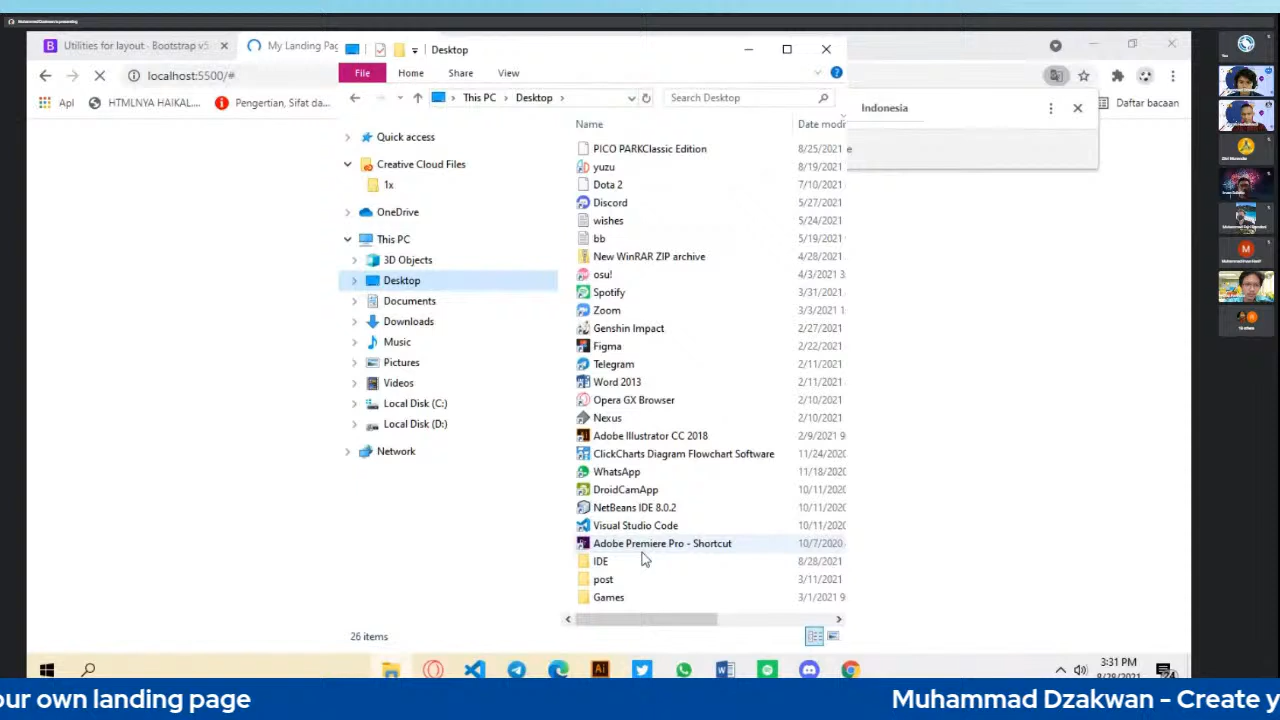 Utilities for layout · Bootstrap v5
My Landing Pag
Desktop
localhost:5500/#
File
Home
Share
View
Apl
HTMLNYA HAIKAL...
Pengertian, Sifat da...
This PC
Desktop
Search Desktop
Indonesia
Daftar bacaan
Quick access
Creative Cloud Files
1x
OneDrive
This PC
3D Objects
Desktop
Documents
Downloads
Music
Pictures
Videos
Local Disk (C:)
Local Disk (D:)
Network
Name
Date modi
PICO PARKClassic Edition
8/25/2021
yuzu
8/19/2021
Dota 2
7/10/2021
Discord
5/27/2021
wishes
5/24/2021
bb
5/19/2021
New WinRAR ZIP archive
4/28/2021
osu!
4/3/2021 3:
Spotify
3/31/2021
Zoom
3/3/2021 1
Genshin Impact
2/27/2021
Figma
2/22/2021
Telegram
2/11/2021
Word 2013
2/11/2021
Opera GX Browser
2/10/2021
Nexus
2/10/2021
Adobe Illustrator CC 2018
2/9/2021 9
ClickCharts Diagram Flowchart Software
11/24/2020
WhatsApp
11/18/2020
DroidCamApp
10/11/2020
NetBeans IDE 8.0.2
10/11/2020
Visual Studio Code
10/11/2020
Adobe Premiere Pro - Shortcut
10/7/2020
IDE
8/28/2021
post
3/11/2021
Games
3/1/2021 9
26 items
3:31 PM
8/28/2021
our own landing page
Muhammad Dzakwan - Create y